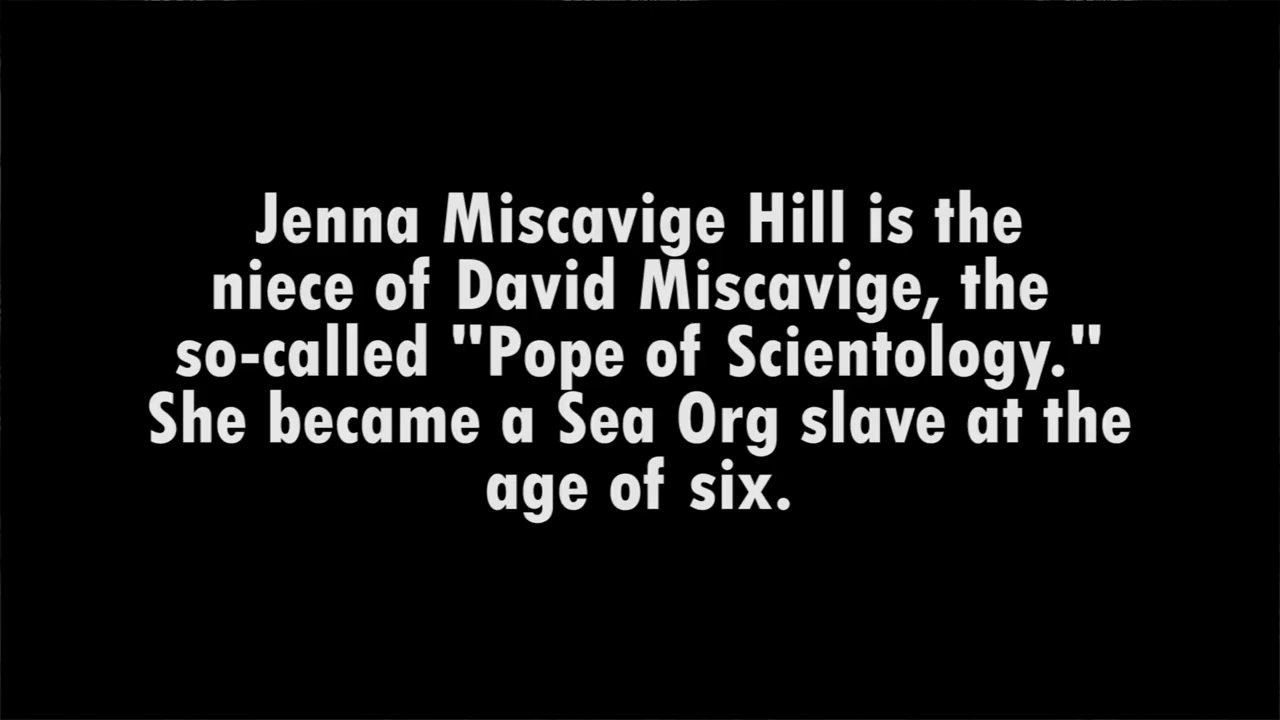 Jenna Miscavige Hill is the
niece of David Miscavige, the
so-called "Pope of Scientology."
She became a Sea Org slave at the
age of six.